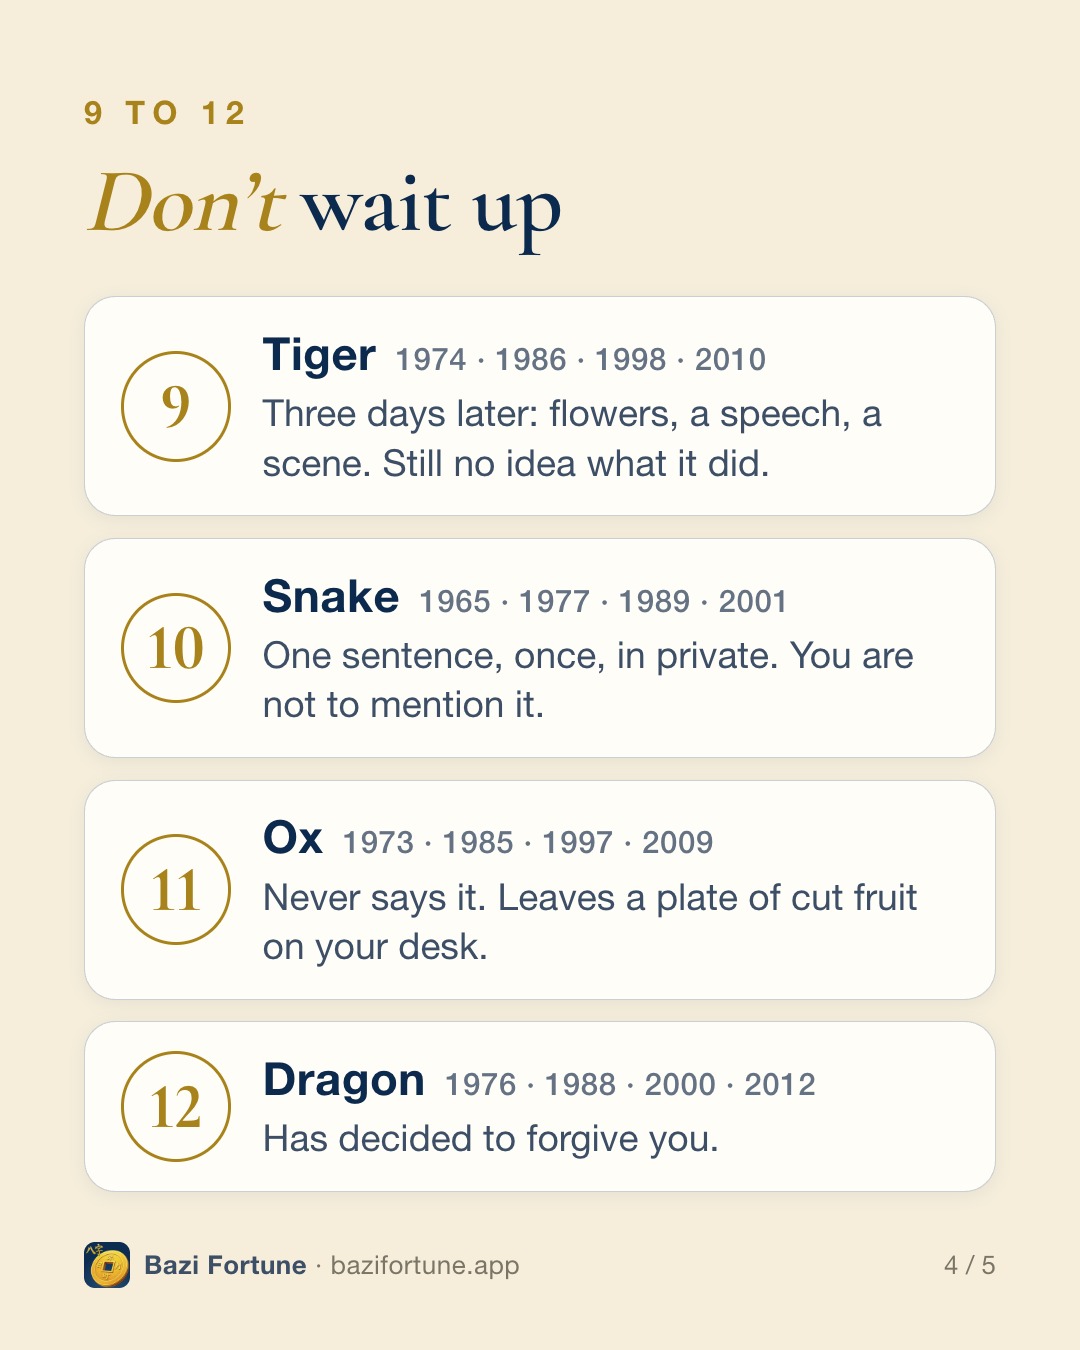 9 TO 12
Don’t wait up
9
Tiger 1974 · 1986 · 1998 · 2010
Three days later: flowers, a speech, a
scene. Still no idea what it did.
10
Snake 1965 · 1977 · 1989 · 2001
One sentence, once, in private. You are
not to mention it.
11
Ox 1973 · 1985 · 1997 · 2009
Never says it. Leaves a plate of cut fruit
on your desk.
12
Dragon 1976 · 1988 · 2000 · 2012
Has decided to forgive you.
八字
Bazi Fortune · bazifortune.app
4 / 5